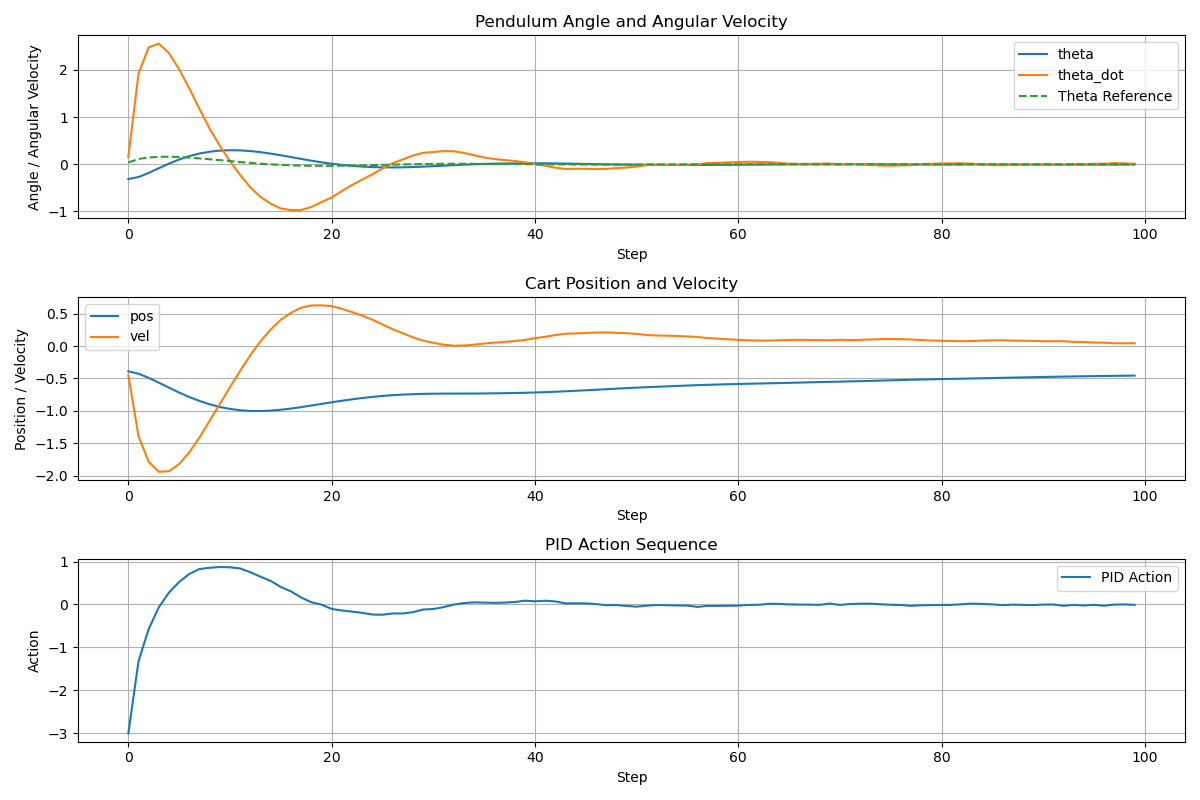 Pendulum Angle and Angular Velocity
Angle / Angular Velocity
2
1
0
−1
theta
theta_dot
Theta Reference
0 20 40 60 80 100
Step
Cart Position and Velocity
Position / Velocity
0.5
0.0
−0.5
−1.0
−1.5
−2.0
pos
vel
0 20 40 60 80 100
Step
PID Action Sequence
Action
1
0
−1
−2
−3
PID Action
0 20 40 60 80 100
Step